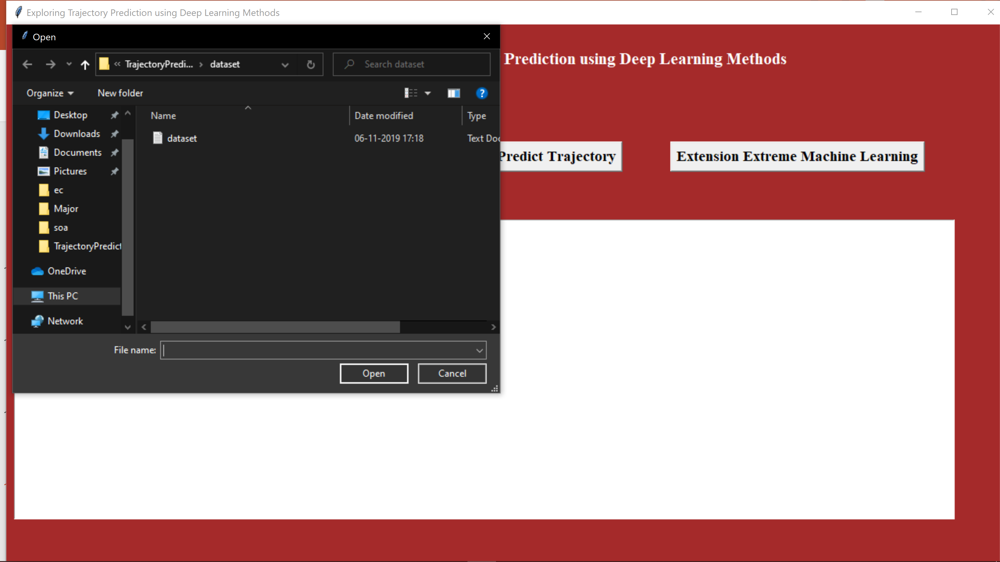 Exploring Trajectory Prediction using Deep Learning Methods
Open
« TrajectoryPredi... › dataset
Search dataset
Prediction using Deep Learning Methods
Organize
New folder
Name
Date modified
Type
Desktop
Downloads
Documents
Pictures
ec
Major
soa
TrajectoryPredict
OneDrive
This PC
Network
dataset
06-11-2019 17:18
Text Doc
Predict Trajectory
Extension Extreme Machine Learning
File name:
Open
Cancel